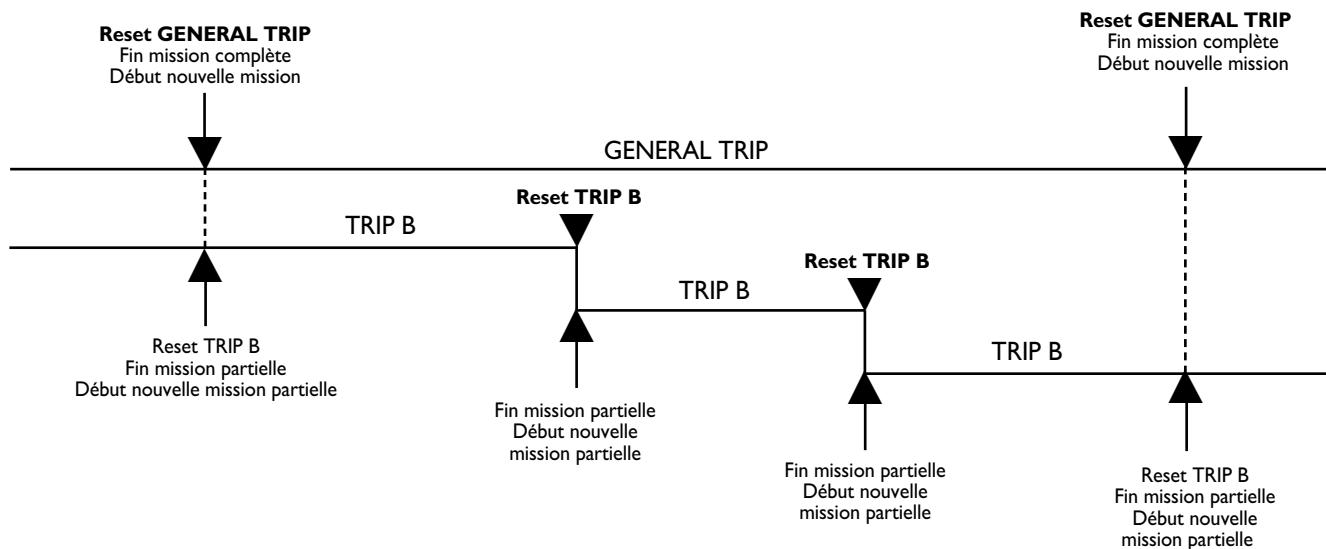 Reset GENERAL TRIP
Fin mission complète
Début nouvelle mission
Reset GENERAL TRIP
Fin mission complète
Début nouvelle mission
GENERAL TRIP
Reset TRIP B
TRIP B
Reset TRIP B
TRIP B
TRIP B
Reset TRIP B
Fin mission partielle
Début nouvelle mission partielle
Fin mission partielle
Début nouvelle
mission partielle
Fin mission partielle
Début nouvelle
mission partielle
Reset TRIP B
Fin mission partielle
Début nouvelle
mission partielle